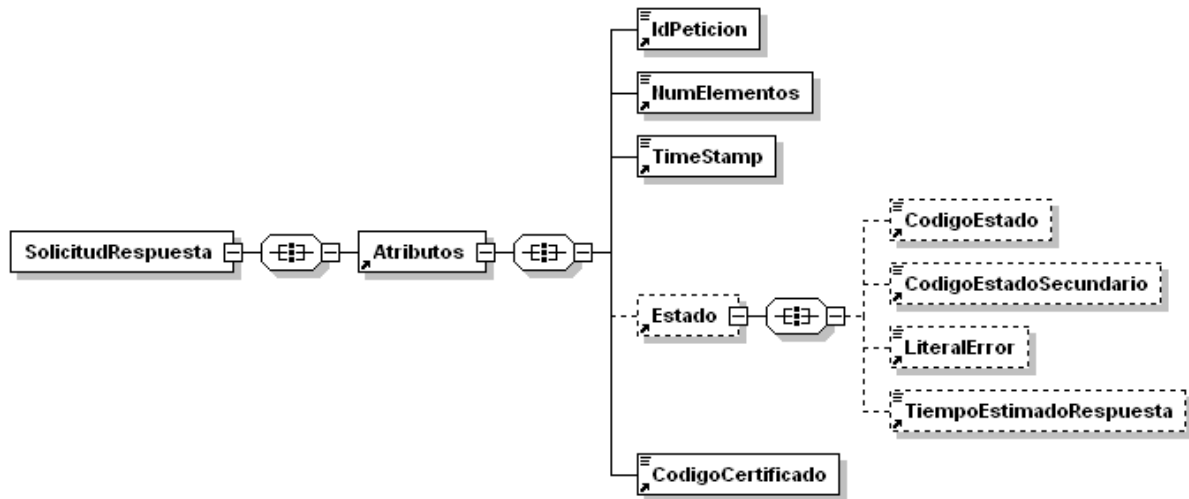 IdPeticion
NumElementos
TimeStamp
SolicitudRespuesta
Atributos
Estado
CodigoEstado
CodigoEstadoSecundario
LiteralError
TiempoEstimadoRespuesta
CodigoCertificado